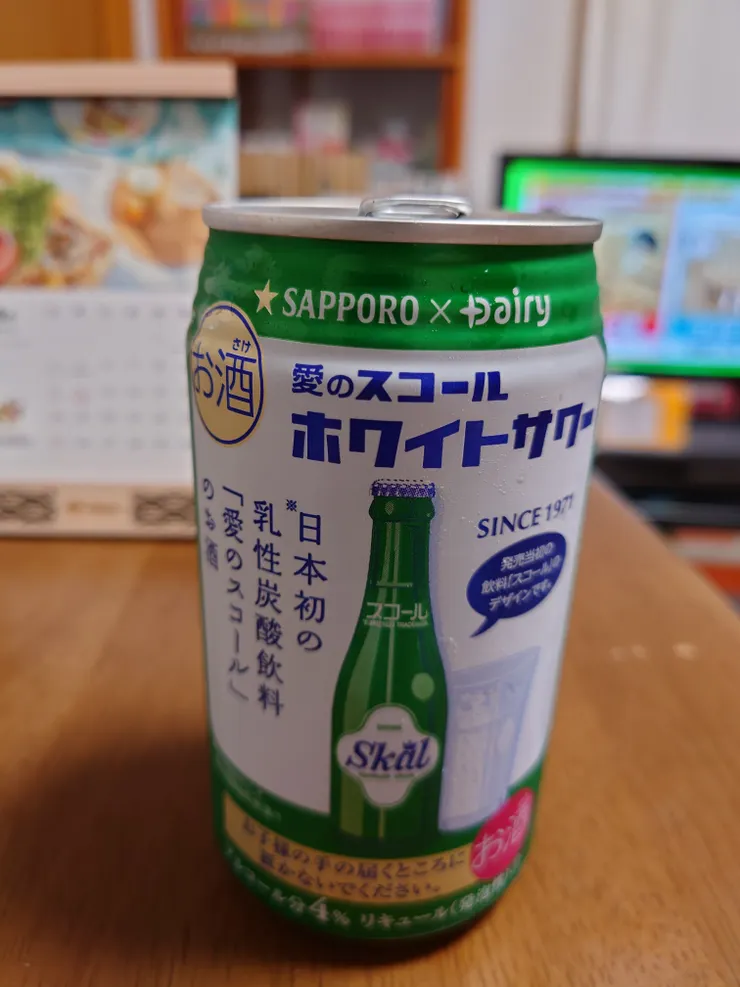 SAPPORO × Dairy
さけ
お酒
愛のスコール
ホワイトサワー
※日本初の
乳性炭酸飲料
「愛のスコール」
のお酒
SINCE 1971
発売当初の
飲料「スコール」の
デザインです。
スコール
Skål
お子様の手の届くところに
置かないでください。
お酒
アルコール分4% リキュール(発泡性)